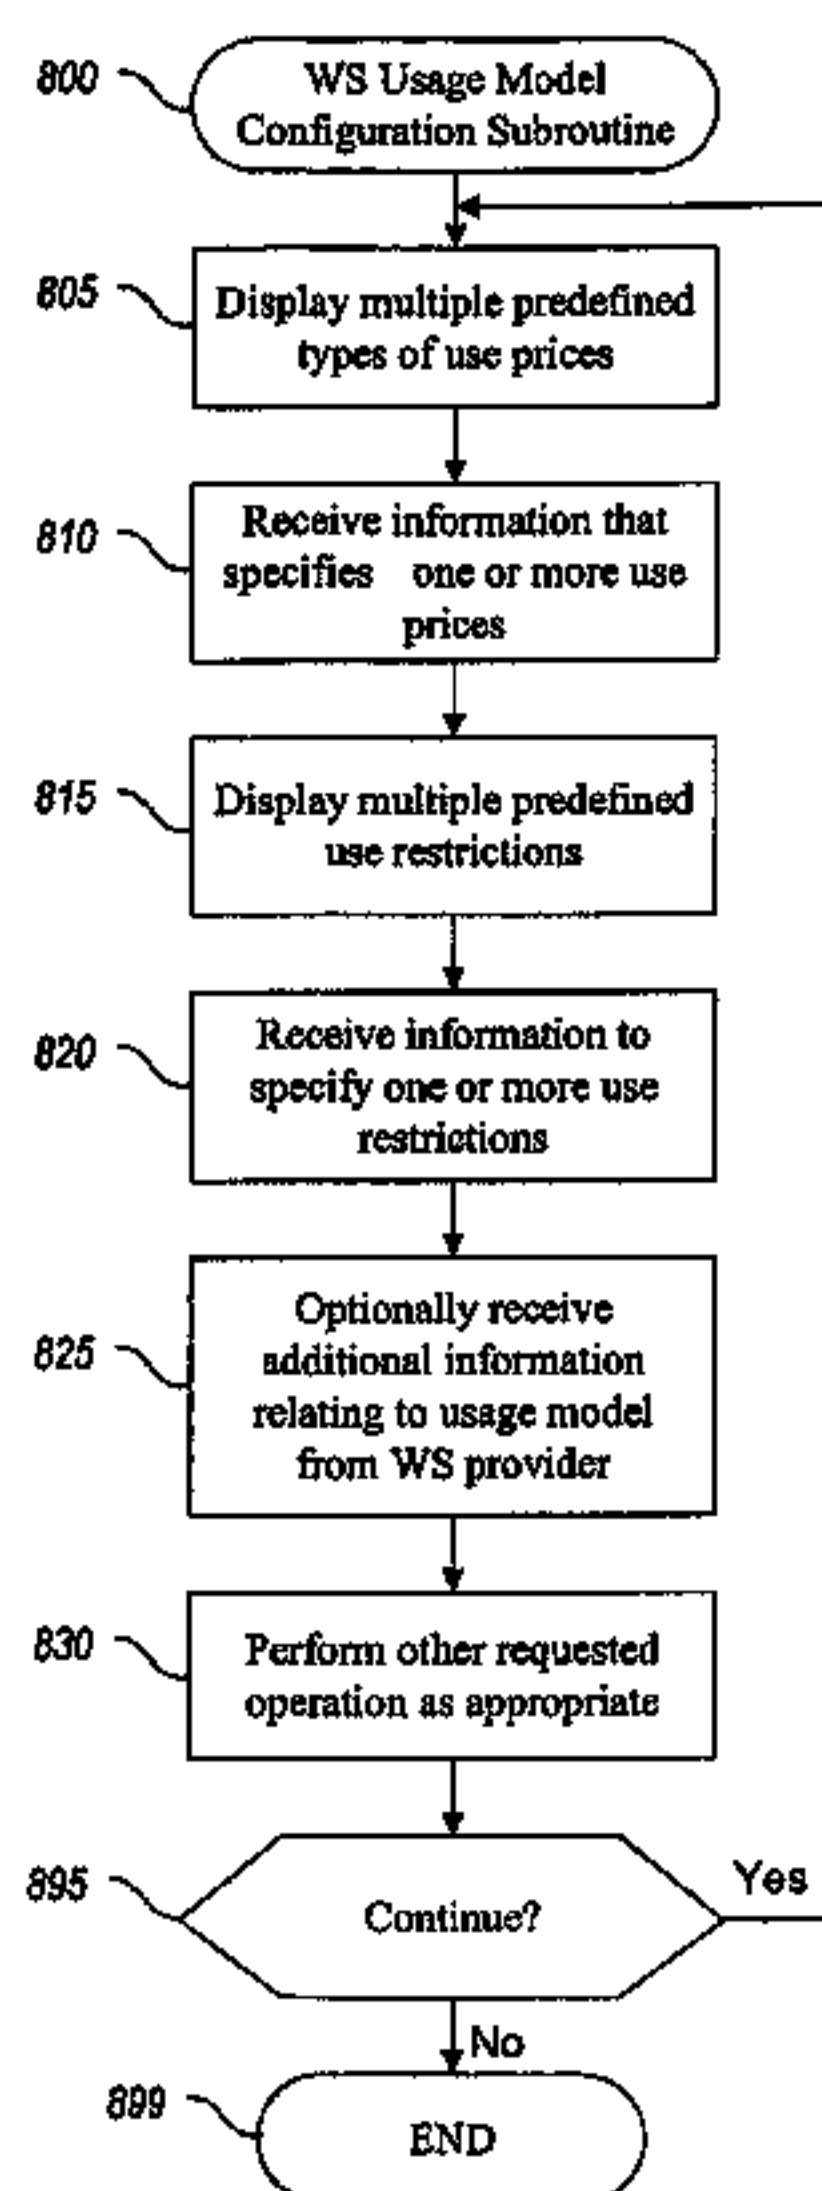 800
WS Usage Model
Configuration Subroutine
805
Display multiple predefined
types of use prices
810
Receive information that
specifies one or more use
prices
815
Display multiple predefined
use restrictions
820
Receive information to
specify one or more use
restrictions
825
Optionally receive
additional information
relating to usage model
from WS provider
830
Perform other requested
operation as appropriate
895
Continue?
Yes
No
899
END